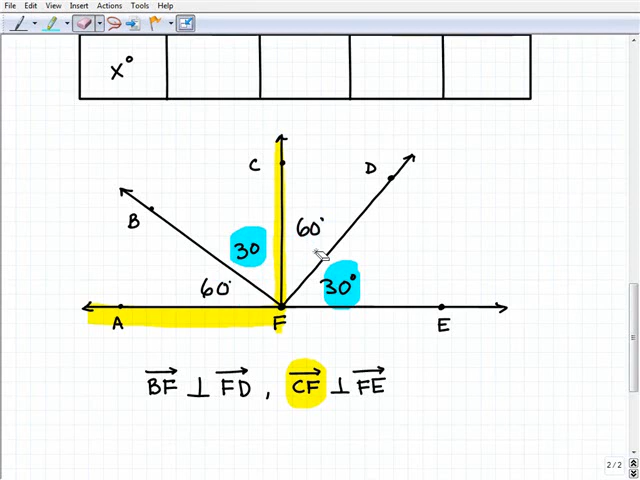 File Edit View Insert Actions Tools Help
x°
C
D
B
60°
30
60°
30°
A
F
E
BF ⊥ FD , CF ⊥ FE
2 / 2